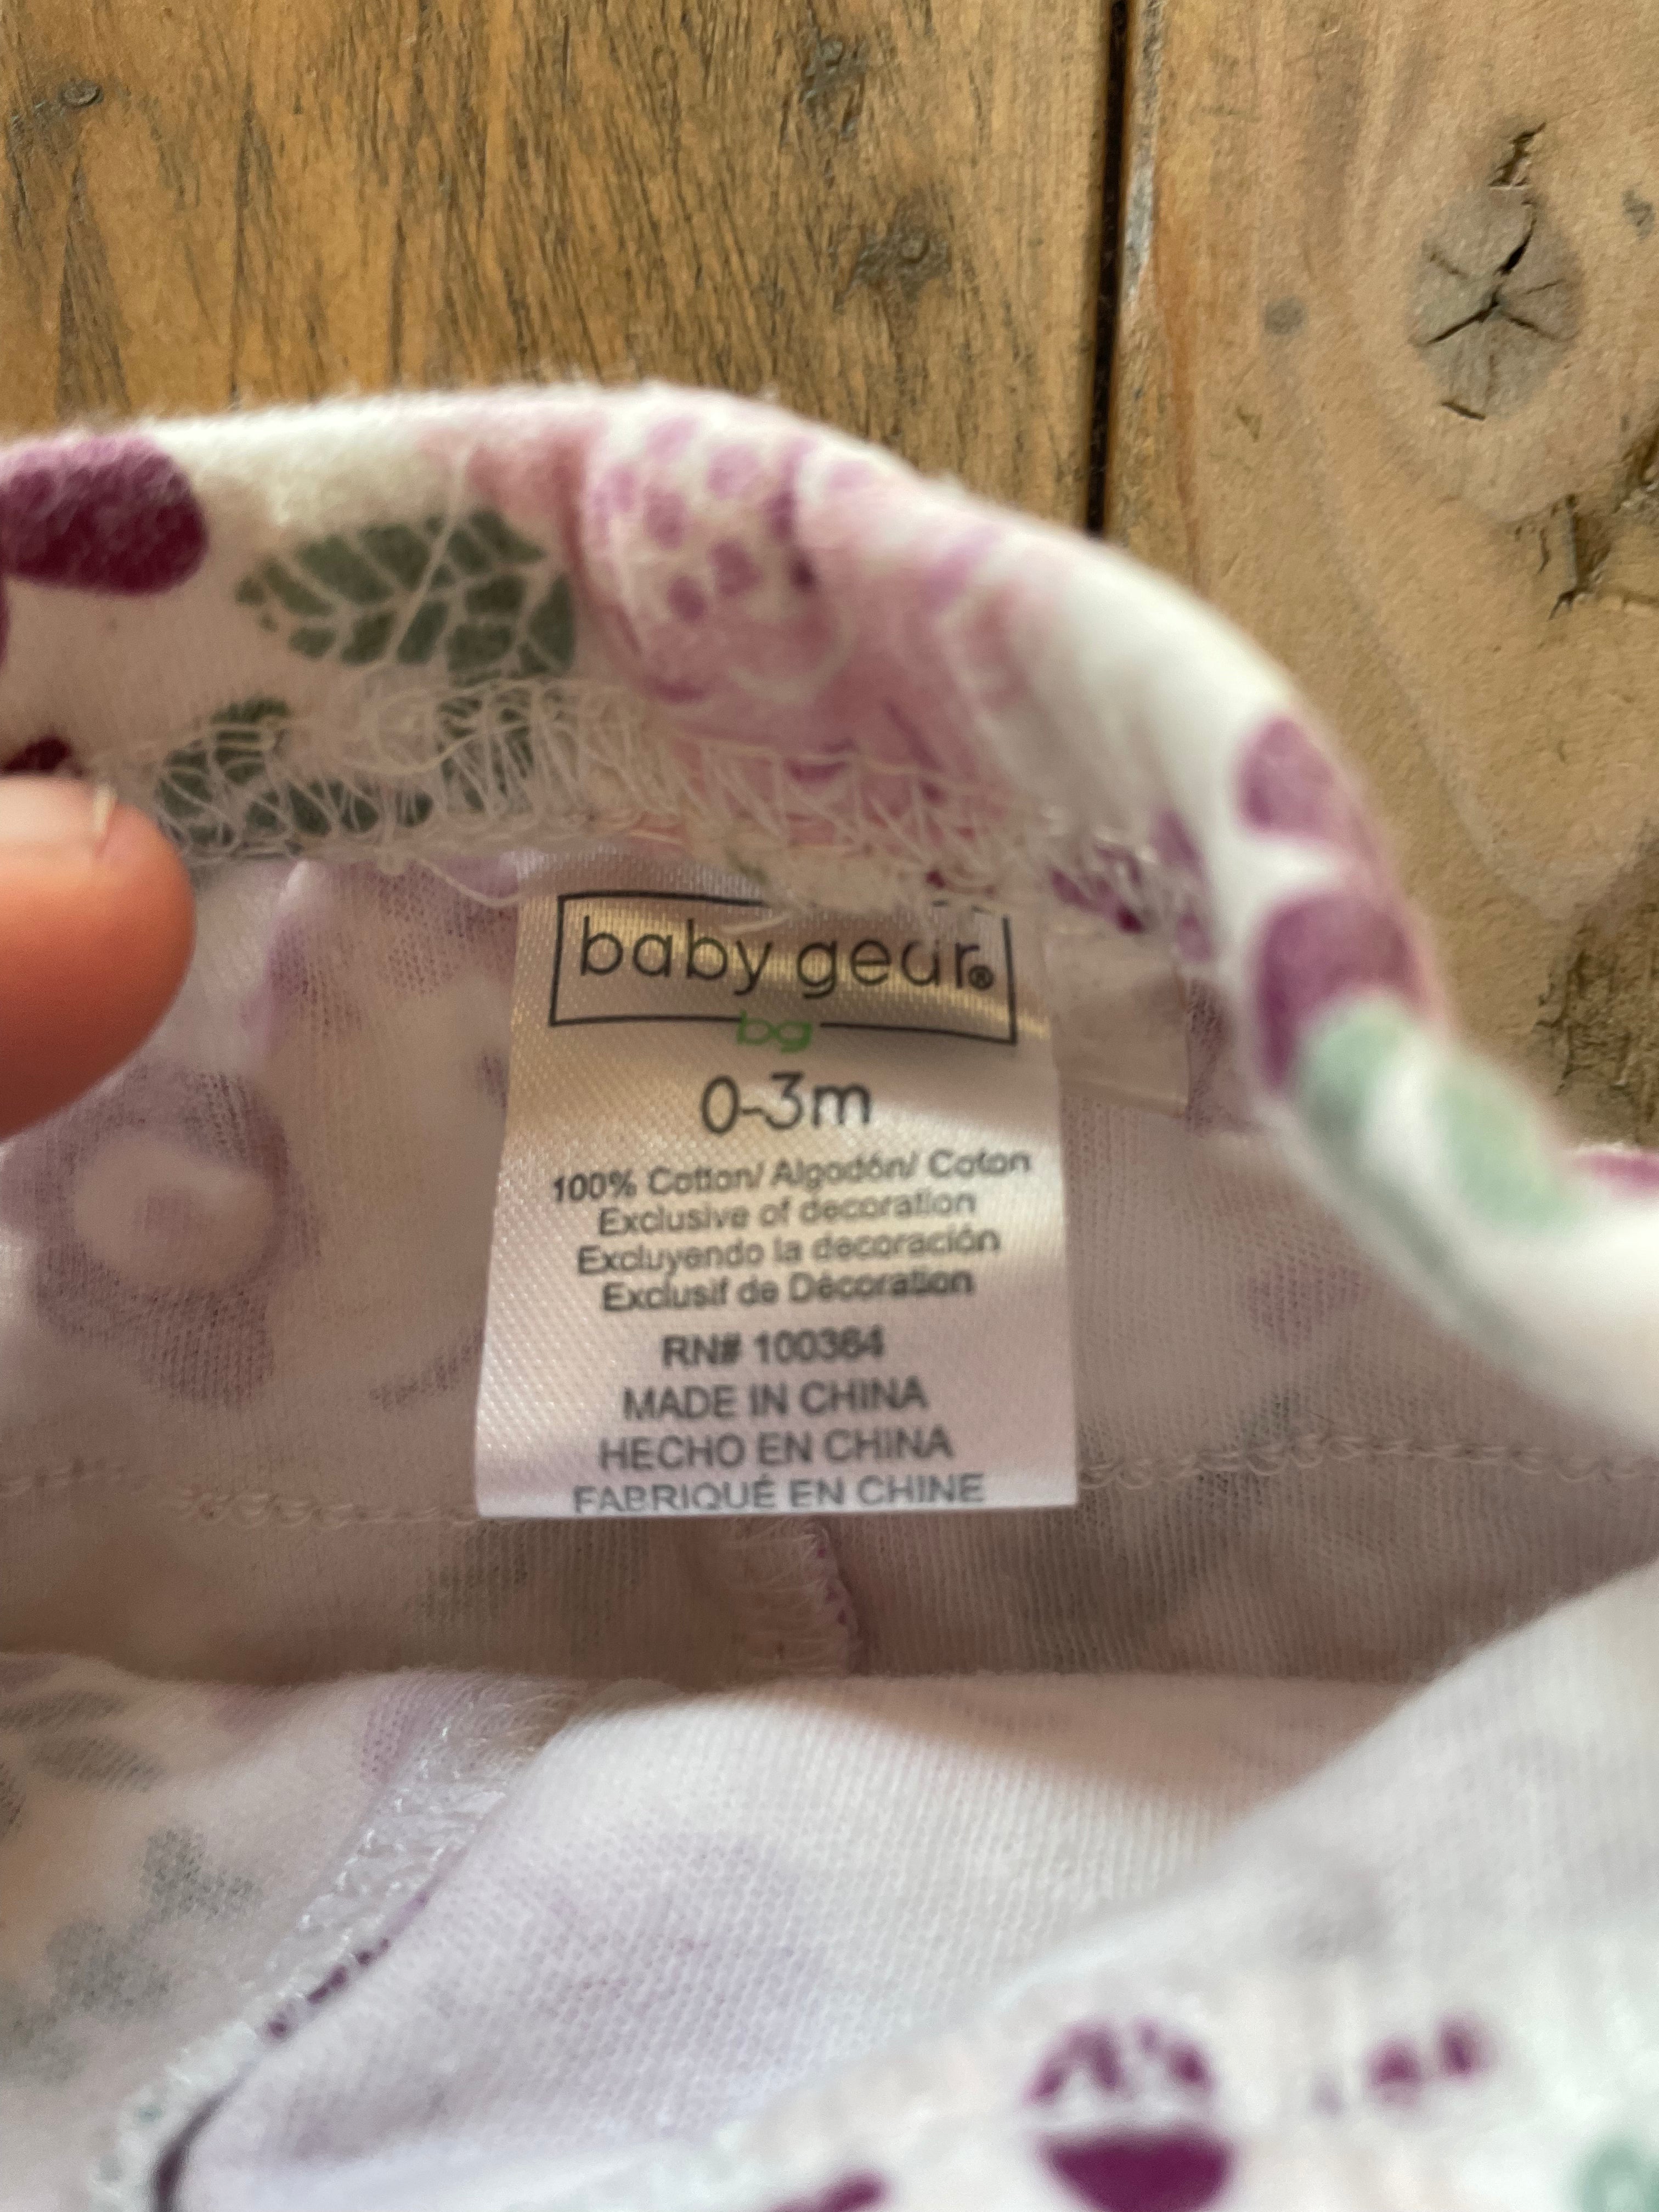 baby gear®
bg
0-3m
100% Cotton/ Algodón/ Coton
Exclusive of decoration
Excluyendo la decoración
Exclusif de Décoration
RN# 100364
MADE IN CHINA
HECHO EN CHINA
FABRIQUÉ EN CHINE